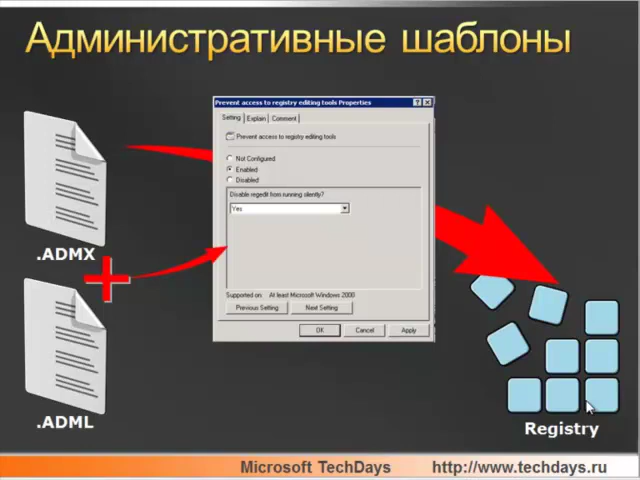 Административные шаблоны
Prevent access to registry editing tools Properties
Setting Explain Comment
Prevent access to registry editing tools
Not Configured
Enabled
Disabled
Disable regedit from running silently?
Yes
Supported on: At least Microsoft Windows 2000
Previous Setting Next Setting
OK Cancel Apply
.ADMX
.ADML
Registry
Microsoft TechDays http://www.techdays.ru